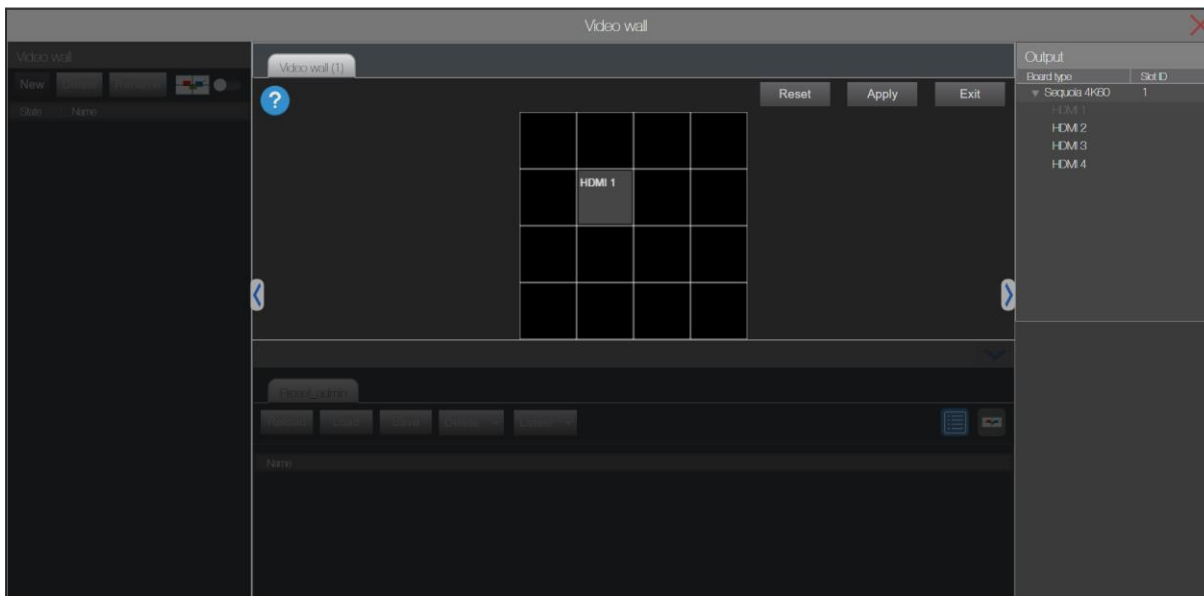 Video wall
Video wall
New Delete Rename
State Name
Video wall (1)
?
Reset Apply Exit
HDMI 1
Output
Board type Slot ID
Sequoia 4K60 1
HDMI 1
HDMI 2
HDMI 3
HDMI 4
Preset_admin
Load Save Delete
Name